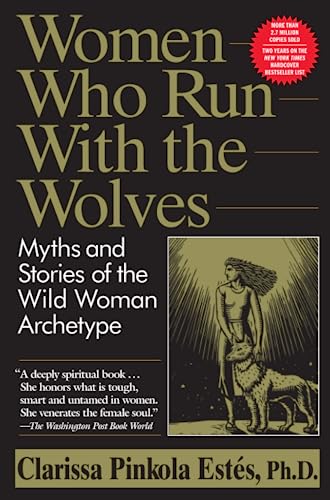 Women
Who Run
With the
Wolves
MORE THAN
2.7 MILLION
COPIES SOLD
TWO YEARS ON THE
NEW YORK TIMES
HARDCOVER
BESTSELLER LIST
Myths and
Stories of the
Wild Woman
Archetype
“A deeply spiritual book . . .
She honors what is tough,
smart and untamed in women.
She venerates the female soul.”
—The Washington Post Book World
Clarissa Pinkola Estés, Ph.D.